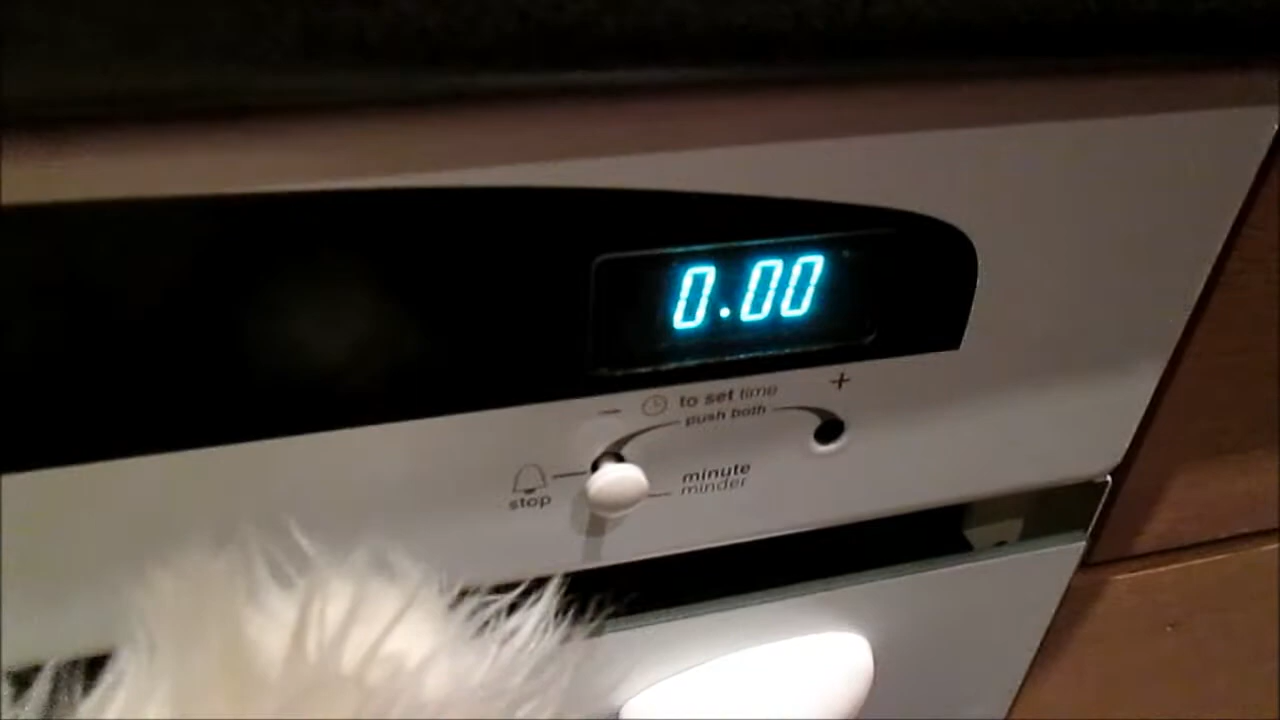 0.00
− to set time +
push both
stop
minute
minder